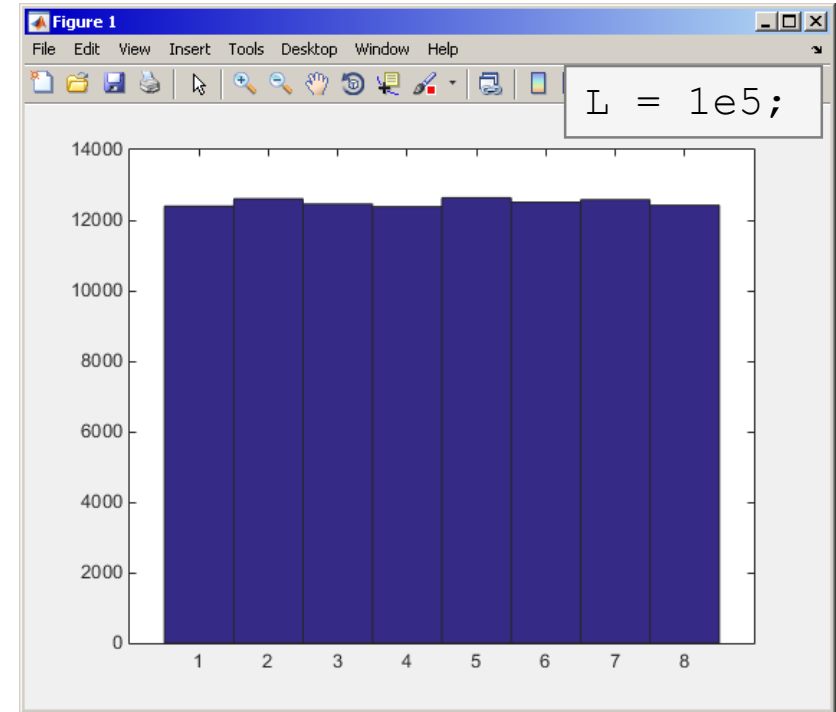 Figure 1
File Edit View Insert Tools Desktop Window Help
L = 1e5;
14000
12000
10000
8000
6000
4000
2000
0
1 2 3 4 5 6 7 8